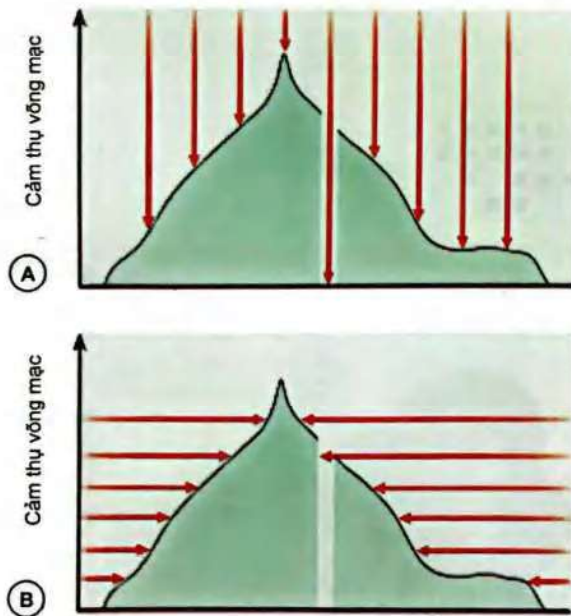 Cảm thụ võng mạc
A
Cảm thụ võng mạc
B